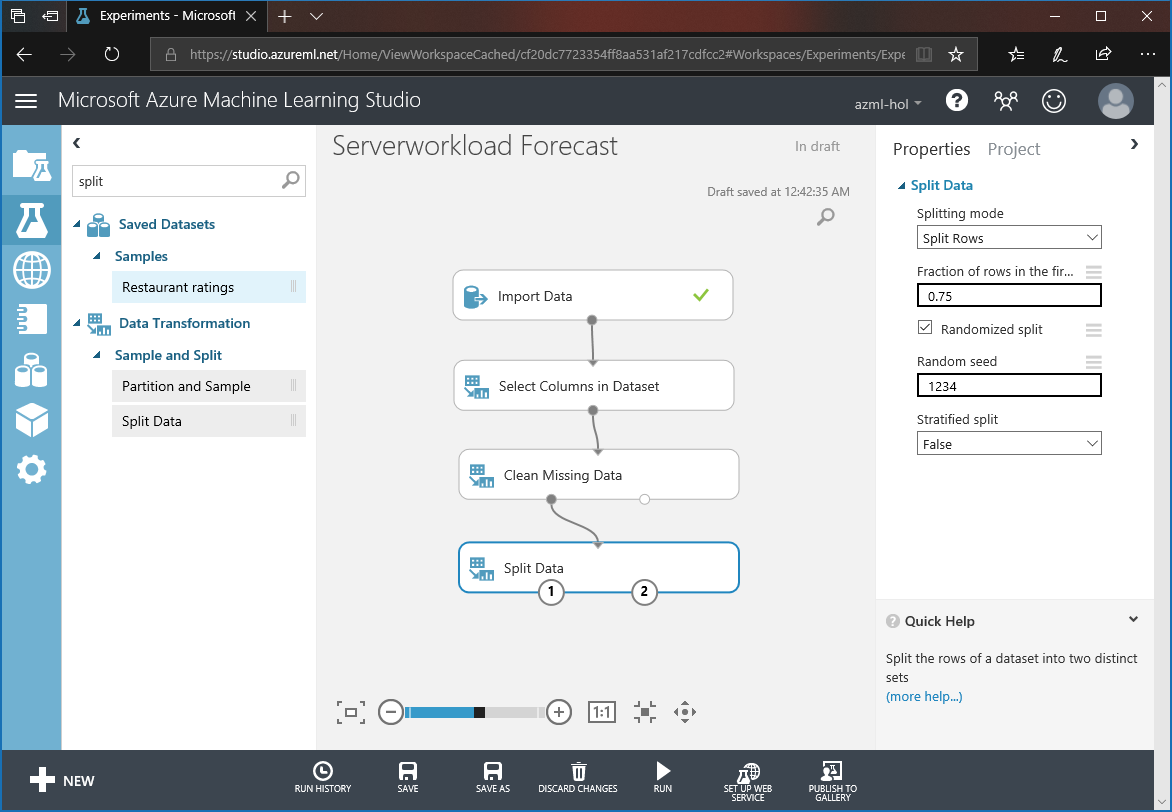 Experiments - Microsoft
https://studio.azureml.net/Home/ViewWorkspaceCached/cf20dc7723354ff8aa531af217cdfcc2#Workspaces/Experiments/Expe
Microsoft Azure Machine Learning Studio
azml-hol
?
split
Saved Datasets
Samples
Restaurant ratings
Data Transformation
Sample and Split
Partition and Sample
Split Data
Serverworkload Forecast
In draft
Draft saved at 12:42:35 AM
Import Data
Select Columns in Dataset
Clean Missing Data
Split Data
1
2
1:1
Properties
Project
Split Data
Splitting mode
Split Rows
Fraction of rows in the fir...
0.75
Randomized split
Random seed
1234
Stratified split
False
? Quick Help
Split the rows of a dataset into two distinct
sets
(more help...)
NEW
RUN HISTORY
SAVE
SAVE AS
DISCARD CHANGES
RUN
SET UP WEB
SERVICE
PUBLISH TO
GALLERY